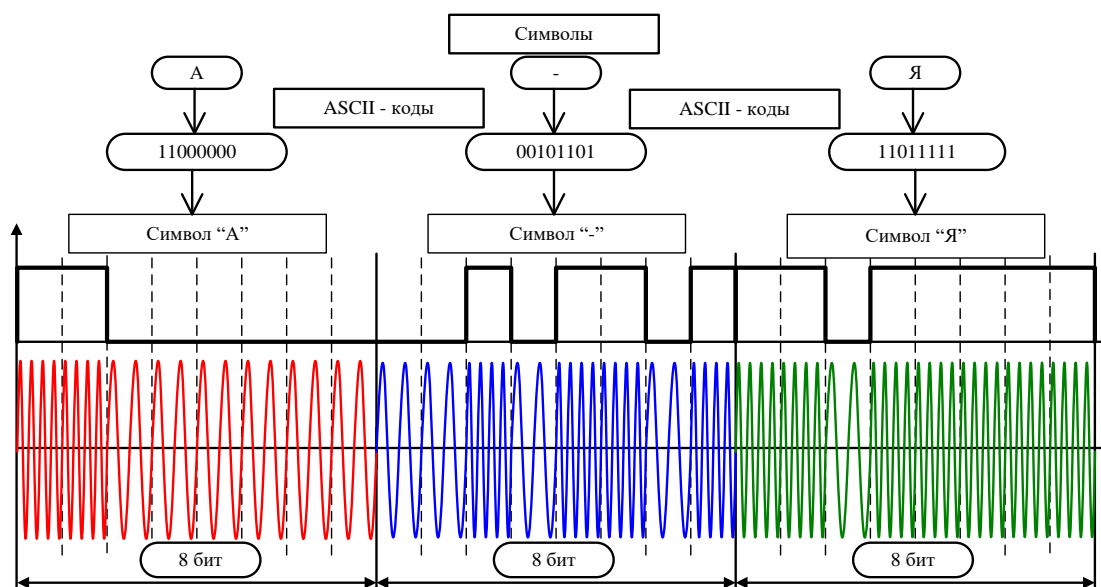 Символы
А
-
Я
ASCII - коды
ASCII - коды
11000000
00101101
11011111
Символ “А”
Символ “-”
Символ “Я”
8 бит
8 бит
8 бит